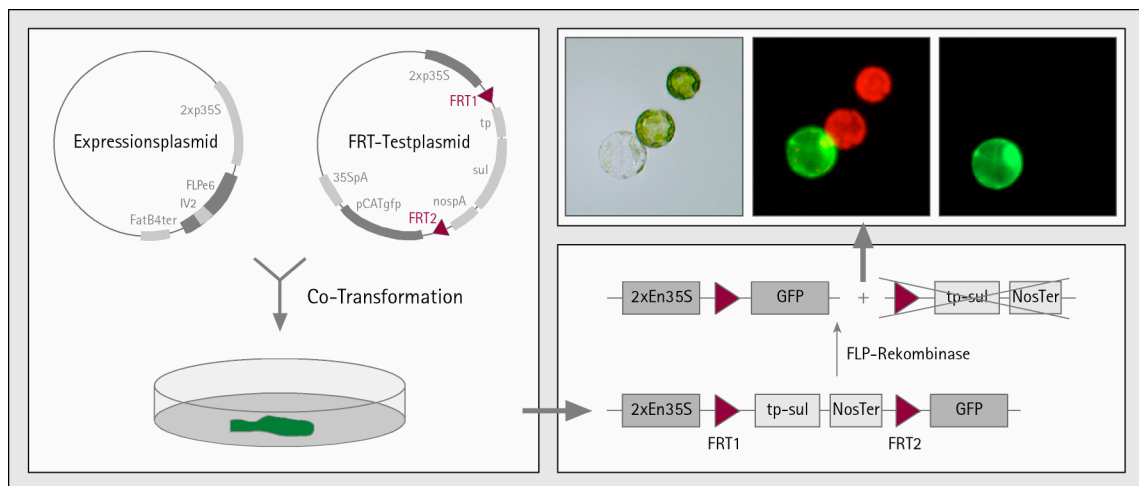 2xp35S
Expressionsplasmid
FLPe6
IV2
FatB4ter
2xp35S
FRT1
tp
FRT-Testplasmid
sul
35SpA
pCATgfp
FRT2
nospA
Co-Transformation
2xEn35S
GFP
+
tp-sul
NosTer
FLP-Rekombinase
2xEn35S
tp-sul
NosTer
GFP
FRT1
FRT2